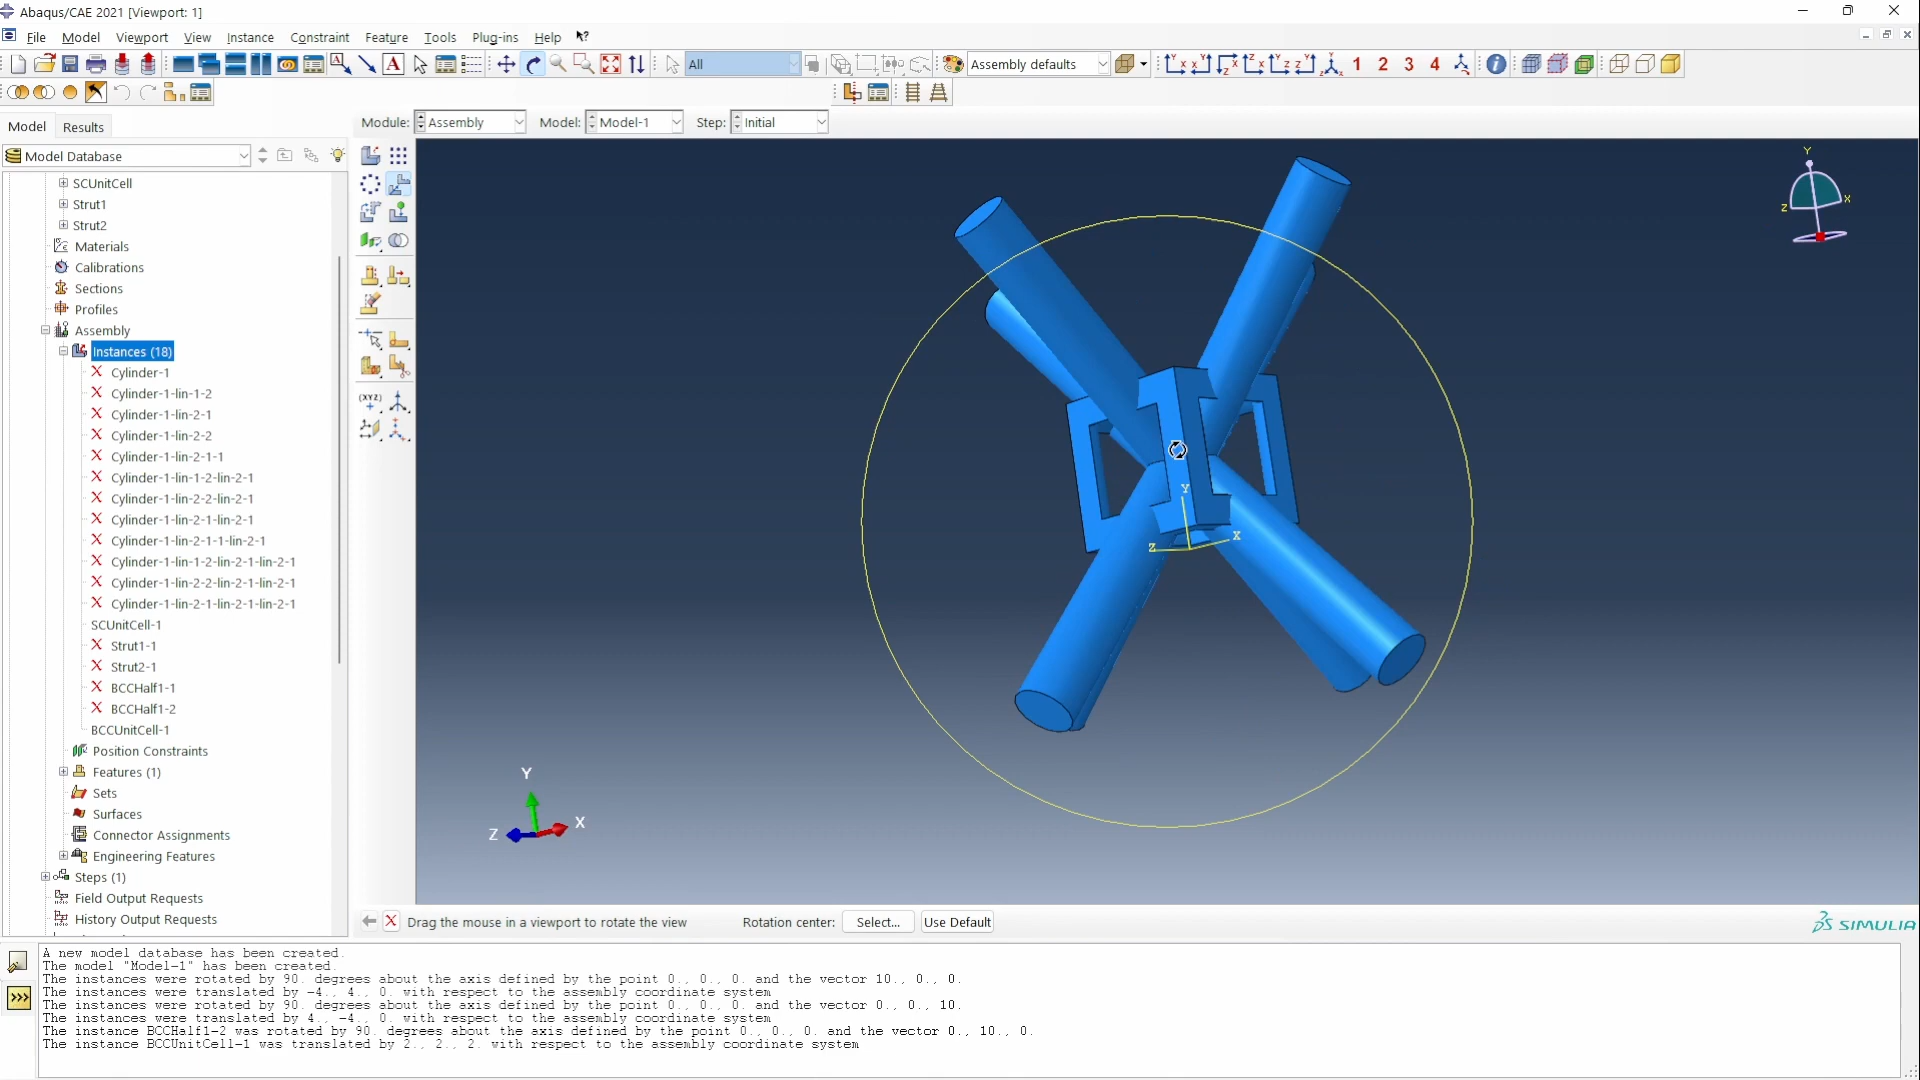 Abaqus/CAE 2021 [Viewport: 1]
File Model Viewport View Instance Constraint Feature Tools Plug-ins Help
All
Assembly defaults
1 2 3 4
Model Results
Module: Assembly Model: Model-1 Step: Initial
Model Database
SCUnitCell
Strut1
Strut2
Materials
Calibrations
Sections
Profiles
Assembly
Instances (18)
Cylinder-1
Cylinder-1-lin-1-2
Cylinder-1-lin-2-1
Cylinder-1-lin-2-2
Cylinder-1-lin-2-1-1
Cylinder-1-lin-1-2-lin-2-1
Cylinder-1-lin-2-2-lin-2-1
Cylinder-1-lin-2-1-lin-2-1
Cylinder-1-lin-2-1-1-lin-2-1
Cylinder-1-lin-1-2-lin-2-1-lin-2-1
Cylinder-1-lin-2-2-lin-2-1-lin-2-1
Cylinder-1-lin-2-1-lin-2-1-lin-2-1
SCUnitCell-1
Strut1-1
Strut2-1
BCCHalf1-1
BCCHalf1-2
BCCUnitCell-1
Position Constraints
Features (1)
Sets
Surfaces
Connector Assignments
Engineering Features
Steps (1)
Field Output Requests
History Output Requests
(XYZ)
Y
Z
X
Y
Z
X
Y
Z
X
Drag the mouse in a viewport to rotate the view Rotation center: Select... Use Default
SIMULIA
A new model database has been created.
The model "Model-1" has been created.
The instances were rotated by 90. degrees about the axis defined by the point 0., 0., 0. and the vector 10., 0., 0.
The instances were translated by -4., 4., 0. with respect to the assembly coordinate system
The instances were rotated by 90. degrees about the axis defined by the point 0., 0., 0. and the vector 0., 0., 10.
The instances were translated by 4., -4., 0. with respect to the assembly coordinate system
The instance BCCHalf1-2 was rotated by 90. degrees about the axis defined by the point 0., 0., 0. and the vector 0., 10., 0.
The instance BCCUnitCell-1 was translated by 2., 2., 2. with respect to the assembly coordinate system
>>>